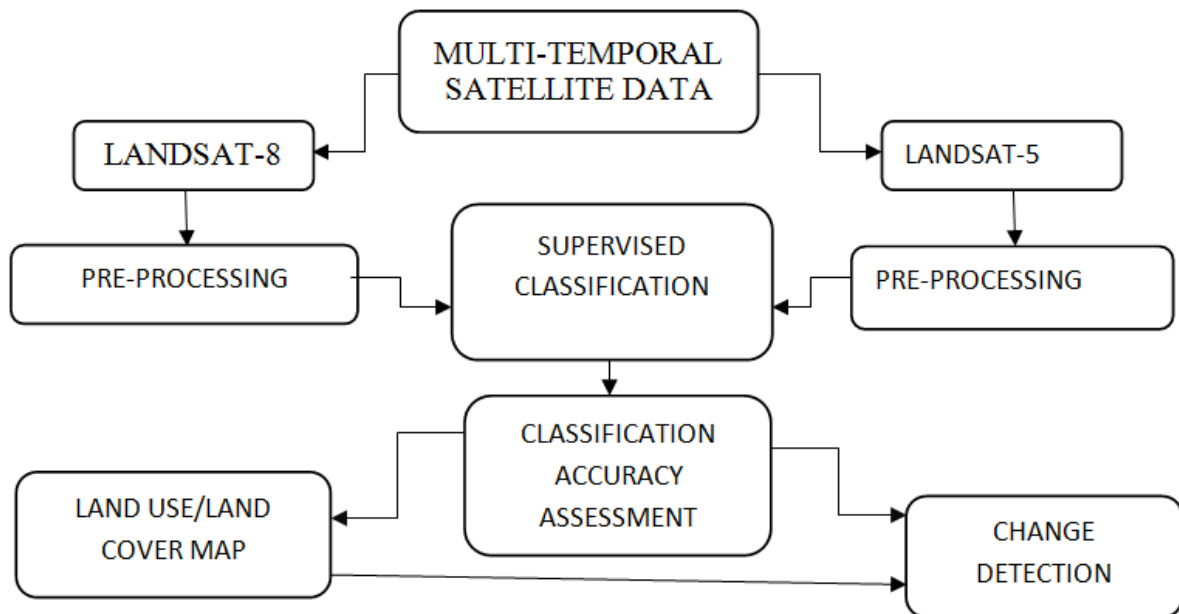 MULTI-TEMPORAL
SATELLITE DATA
LANDSAT-8
LANDSAT-5
PRE-PROCESSING
SUPERVISED
CLASSIFICATION
PRE-PROCESSING
CLASSIFICATION
ACCURACY
ASSESSMENT
LAND USE/LAND
COVER MAP
CHANGE
DETECTION